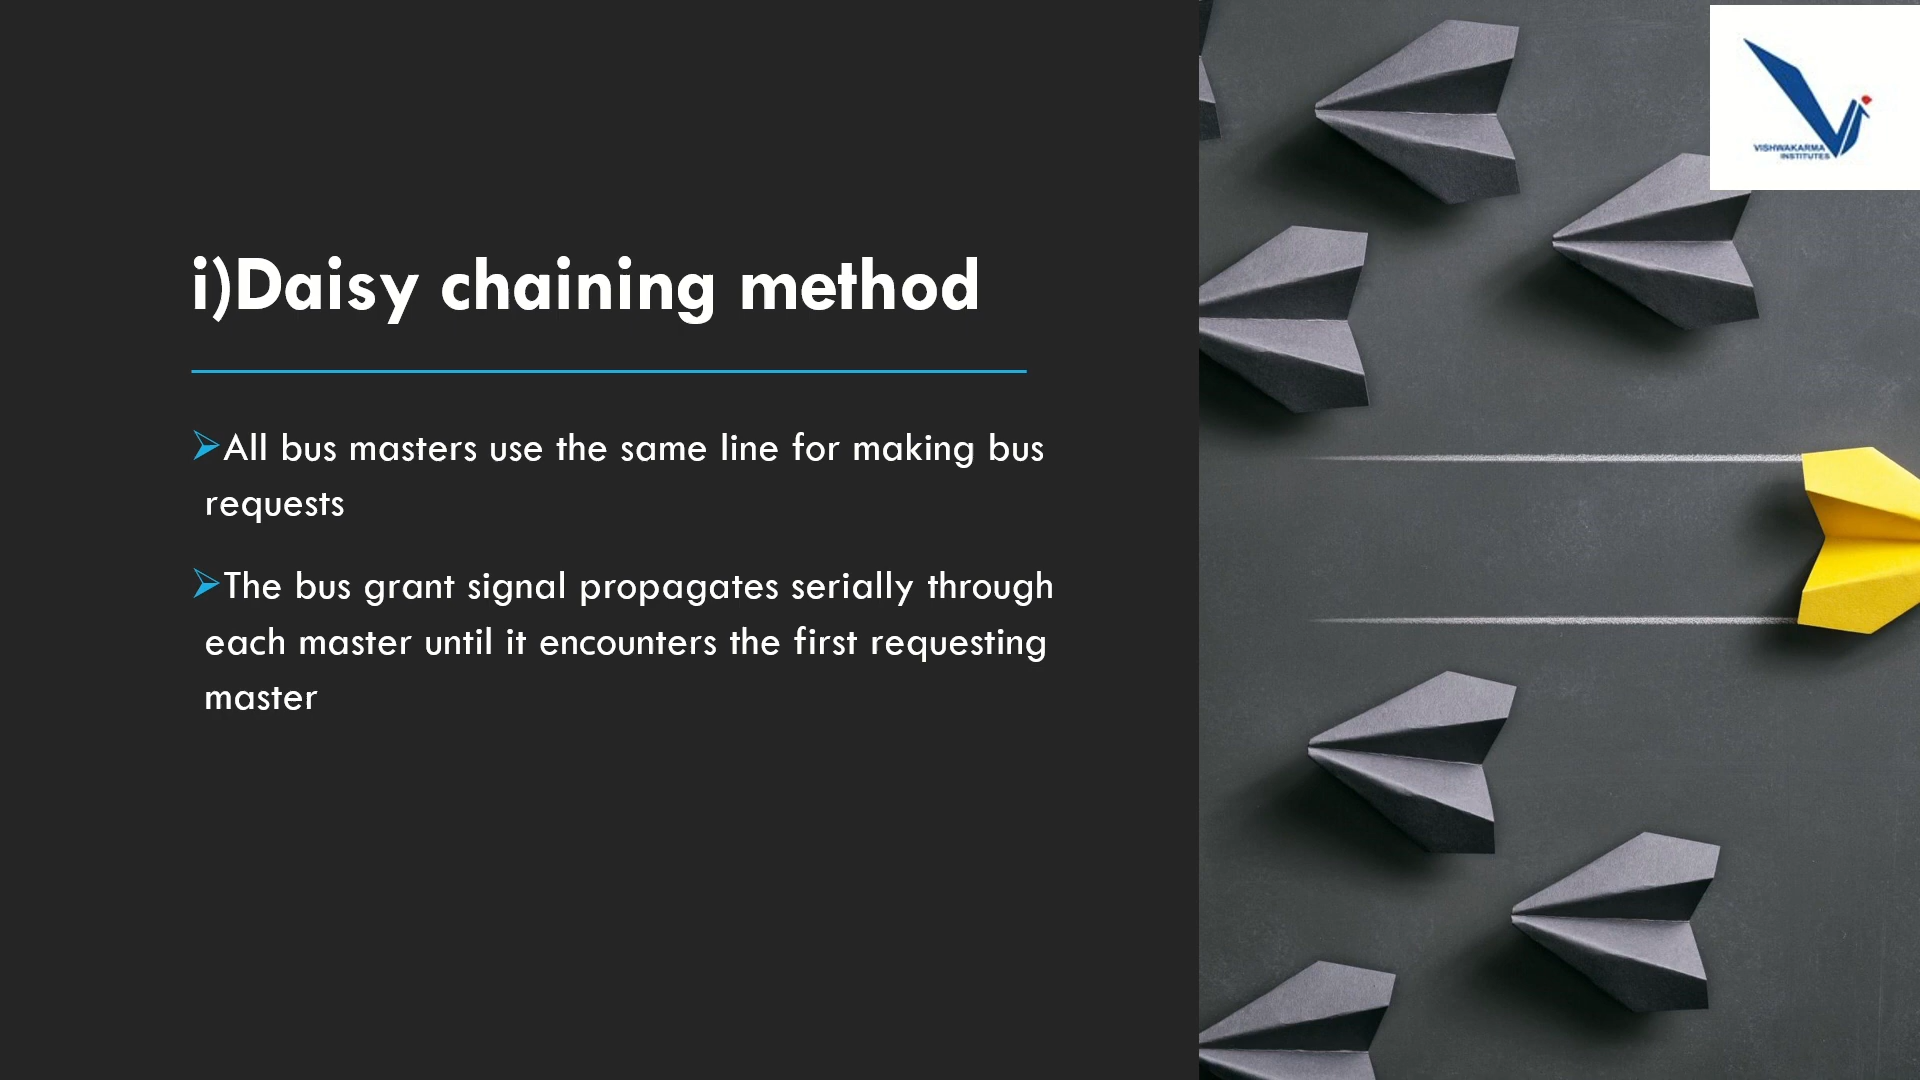 VISHWAKARMA
INSTITUTES
i)Daisy chaining method
➢All bus masters use the same line for making bus
requests
➢The bus grant signal propagates serially through
each master until it encounters the first requesting
master